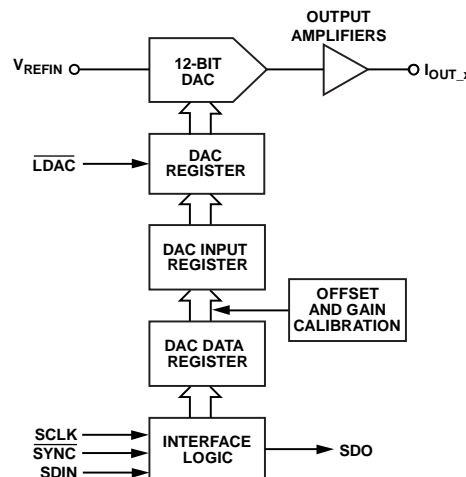 OUTPUT
AMPLIFIERS
VREFIN
12-BIT
DAC
IOUT_x
LDAC
DAC
REGISTER
DAC INPUT
REGISTER
OFFSET
AND GAIN
CALIBRATION
DAC DATA
REGISTER
SCLK
SYNC
SDIN
INTERFACE
LOGIC
SDO